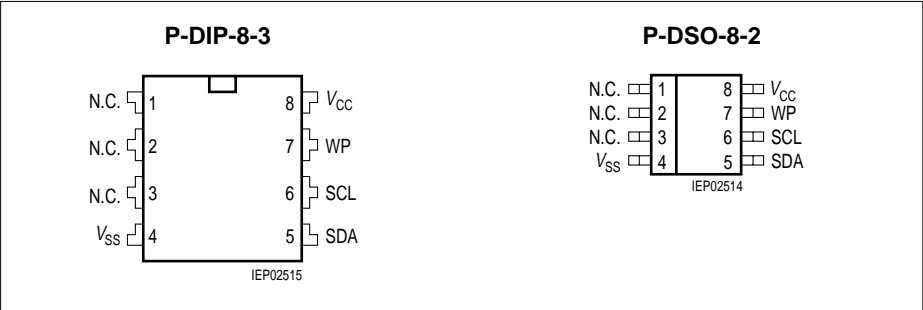 P-DIP-8-3
N.C. 1 8 VCC
N.C. 2 7 WP
N.C. 3 6 SCL
VSS 4 5 SDA
IEP02515
P-DSO-8-2
N.C. 1 8 VCC
N.C. 2 7 WP
N.C. 3 6 SCL
VSS 4 5 SDA
IEP02514